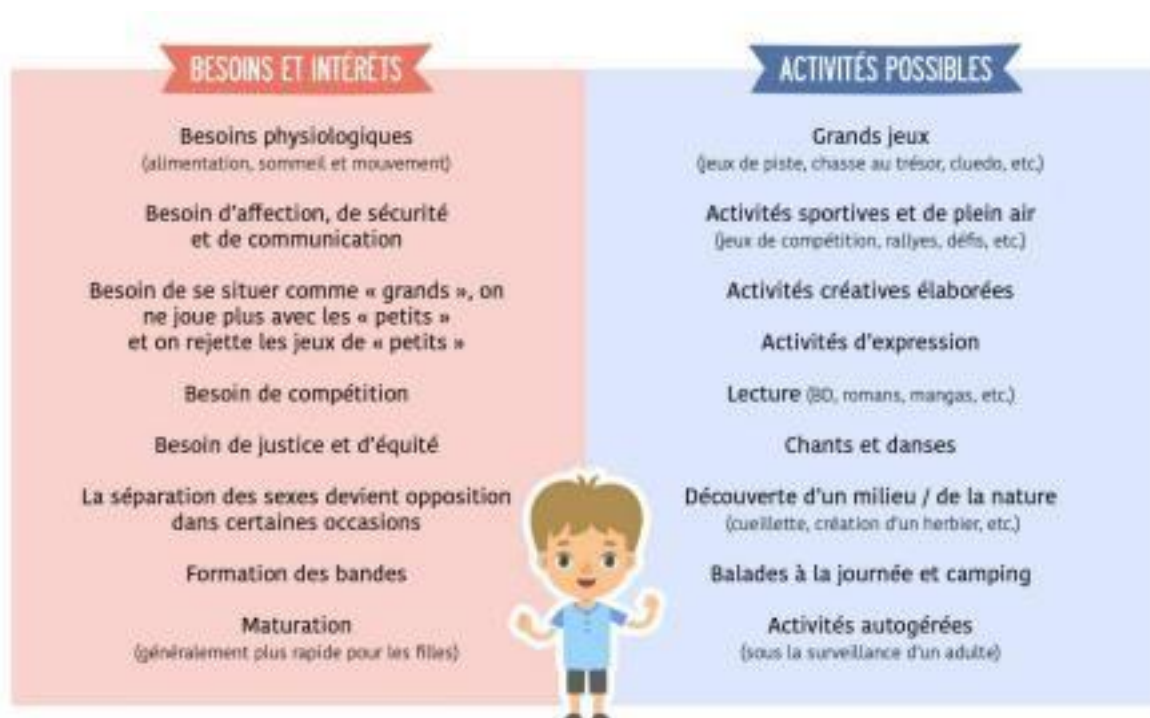 BESOINS ET INTÉRÊTS
Besoins physiologiques
(alimentation, sommeil et mouvement)
Besoin d'affection, de sécurité
et de communication
Besoin de se situer comme « grands », on
ne joue plus avec les « petits »
et on rejette les jeux de « petits »
Besoin de compétition
Besoin de justice et d'équité
La séparation des sexes devient opposition
dans certaines occasions
Formation des bandes
Maturation
(généralement plus rapide pour les filles)
ACTIVITÉS POSSIBLES
Grands jeux
(jeux de piste, chasse au trésor, cluedo, etc.)
Activités sportives et de plein air
(jeux de compétition, rallyes, défis, etc.)
Activités créatives élaborées
Activités d'expression
Lecture (BD, romans, mangas, etc.)
Chants et danses
Découverte d'un milieu / de la nature
(cueillette, création d'un herbier, etc.)
Balades à la journée et camping
Activités autogérées
(sous la surveillance d'un adulte)